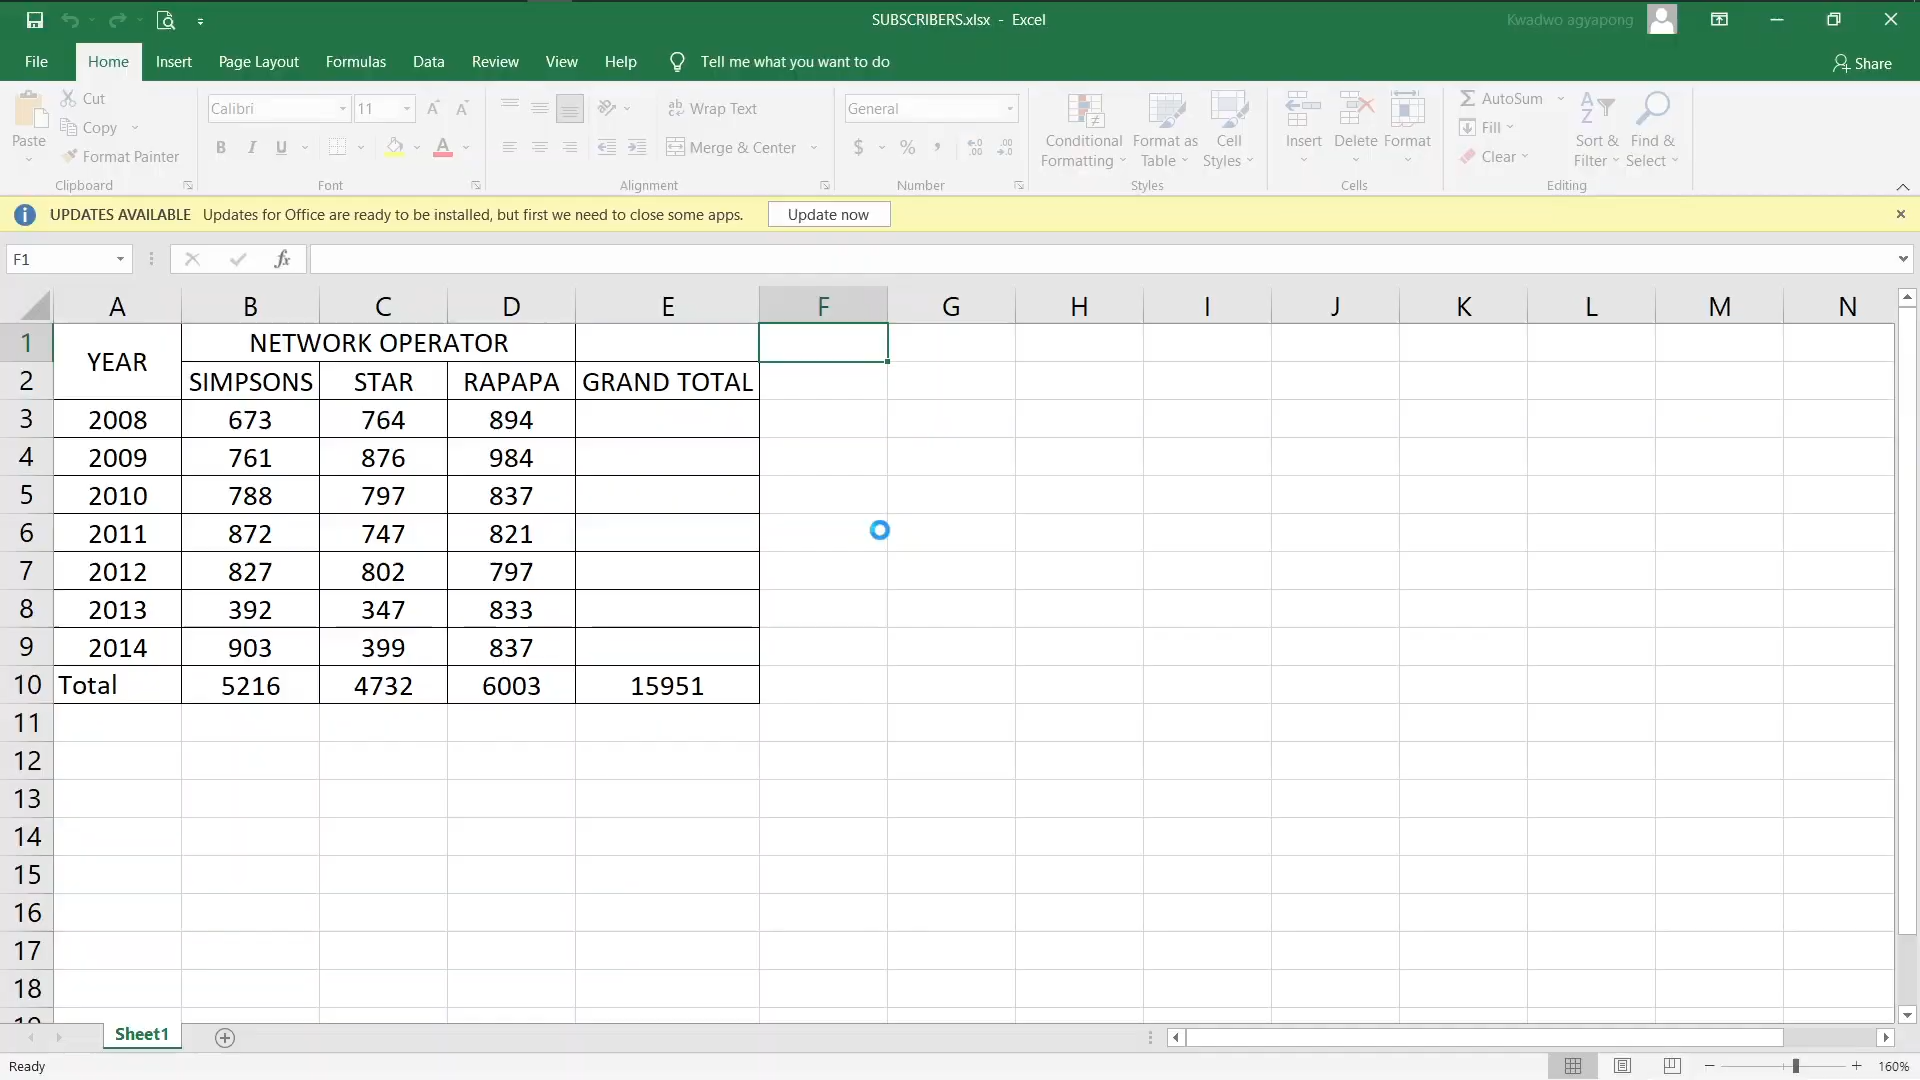 SUBSCRIBERS.xlsx - Excel
Kwadwo agyapong
File Home Insert Page Layout Formulas Data Review View Help Tell me what you want to do Share
Paste
Cut
Copy
Format Painter
Clipboard
Calibri 11
A A
B I U A
Font
ab Wrap Text
Merge & Center
Alignment
General
$ % , .00
Number
Conditional Formatting
Format as Table
Cell Styles
Styles
Insert Delete Format
Cells
AutoSum
Fill
Clear
Sort & Filter
Find & Select
Editing
UPDATES AVAILABLE Updates for Office are ready to be installed, but first we need to close some apps. Update now
F1 fx
A B C D E F G H I J K L M N
1 YEAR NETWORK OPERATOR
2 SIMPSONS STAR RAPAPA GRAND TOTAL
3 2008 673 764 894
4 2009 761 876 984
5 2010 788 797 837
6 2011 872 747 821
7 2012 827 802 797
8 2013 392 347 833
9 2014 903 399 837
10 Total 5216 4732 6003 15951
11
12
13
14
15
16
17
18
Sheet1
Ready
160%